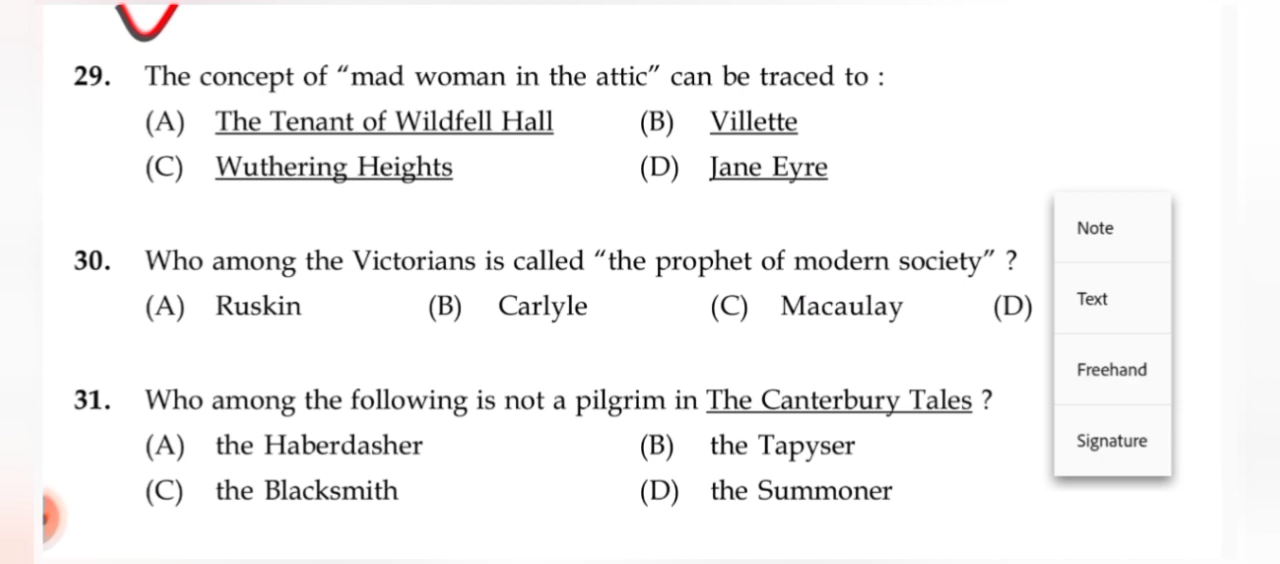 29. The concept of “mad woman in the attic” can be traced to :
(A) The Tenant of Wildfell Hall (B) Villette
(C) Wuthering Heights (D) Jane Eyre
30. Who among the Victorians is called “the prophet of modern society” ?
(A) Ruskin (B) Carlyle (C) Macaulay (D)
31. Who among the following is not a pilgrim in The Canterbury Tales ?
(A) the Haberdasher (B) the Tapyser
(C) the Blacksmith (D) the Summoner
Note
Text
Freehand
Signature